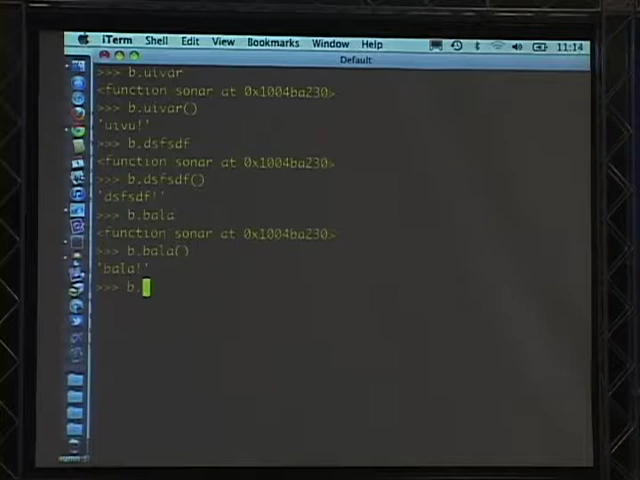 iTerm Shell Edit View Bookmarks Window Help 11:14
Default
>>> b.uivar
<function sonar at 0x1004ba230>
>>> b.uivar()
'uivu!'
>>> b.dsfsdf
<function sonar at 0x1004ba230>
>>> b.dsfsdf()
'dsfsdf!'
>>> b.bala
<function sonar at 0x1004ba230>
>>> b.bala()
'bala!'
>>> b.